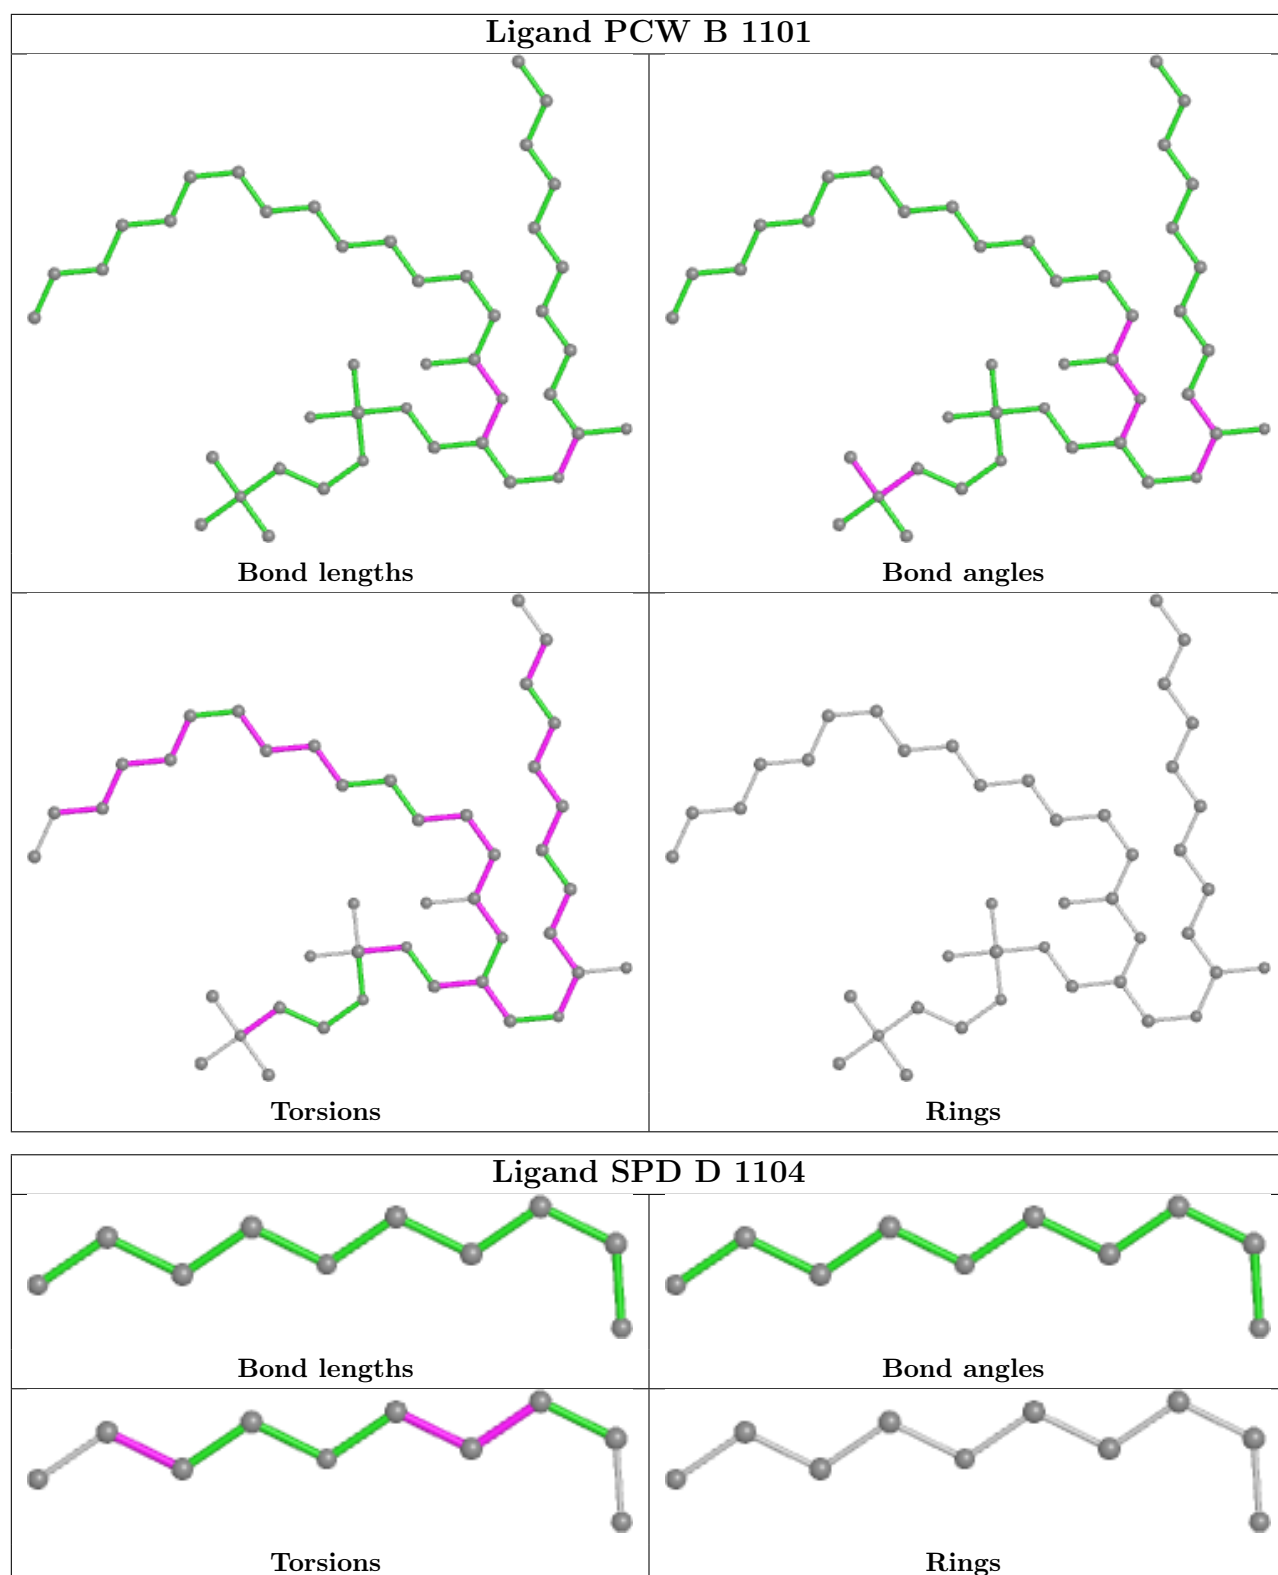 Ligand PCW B 1101
Bond lengths
Bond angles
Torsions
Rings
Ligand SPD D 1104
Bond lengths
Bond angles
Torsions
Rings